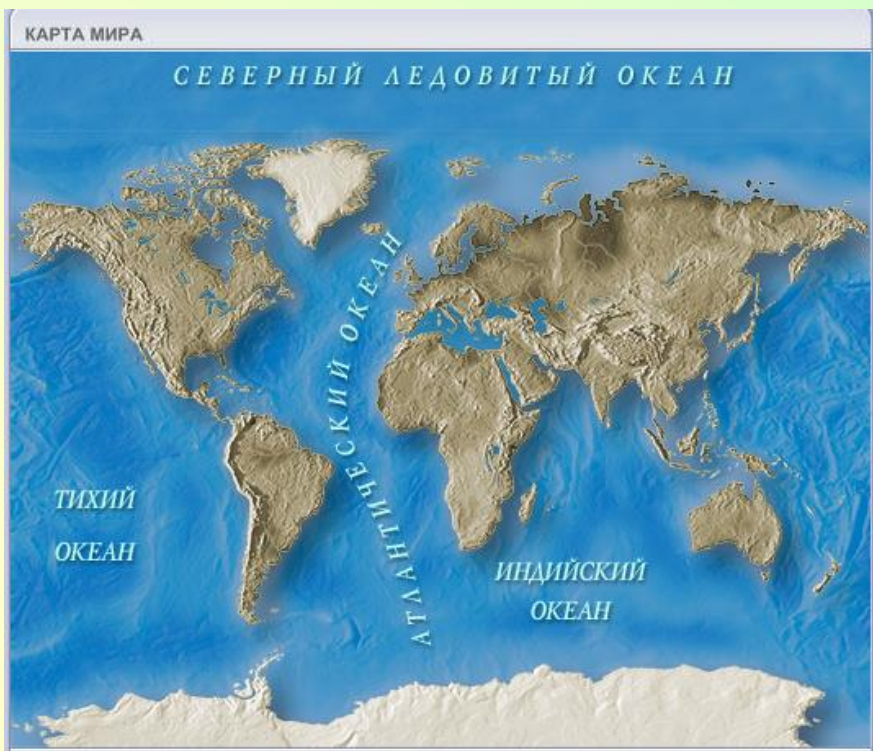 КАРТА МИРА
СЕВЕРНЫЙ ЛЕДОВИТЫЙ ОКЕАН
АТЛАНТИЧЕСКИЙ ОКЕАН
ТИХИЙ
ОКЕАН
ИНДИЙСКИЙ
ОКЕАН